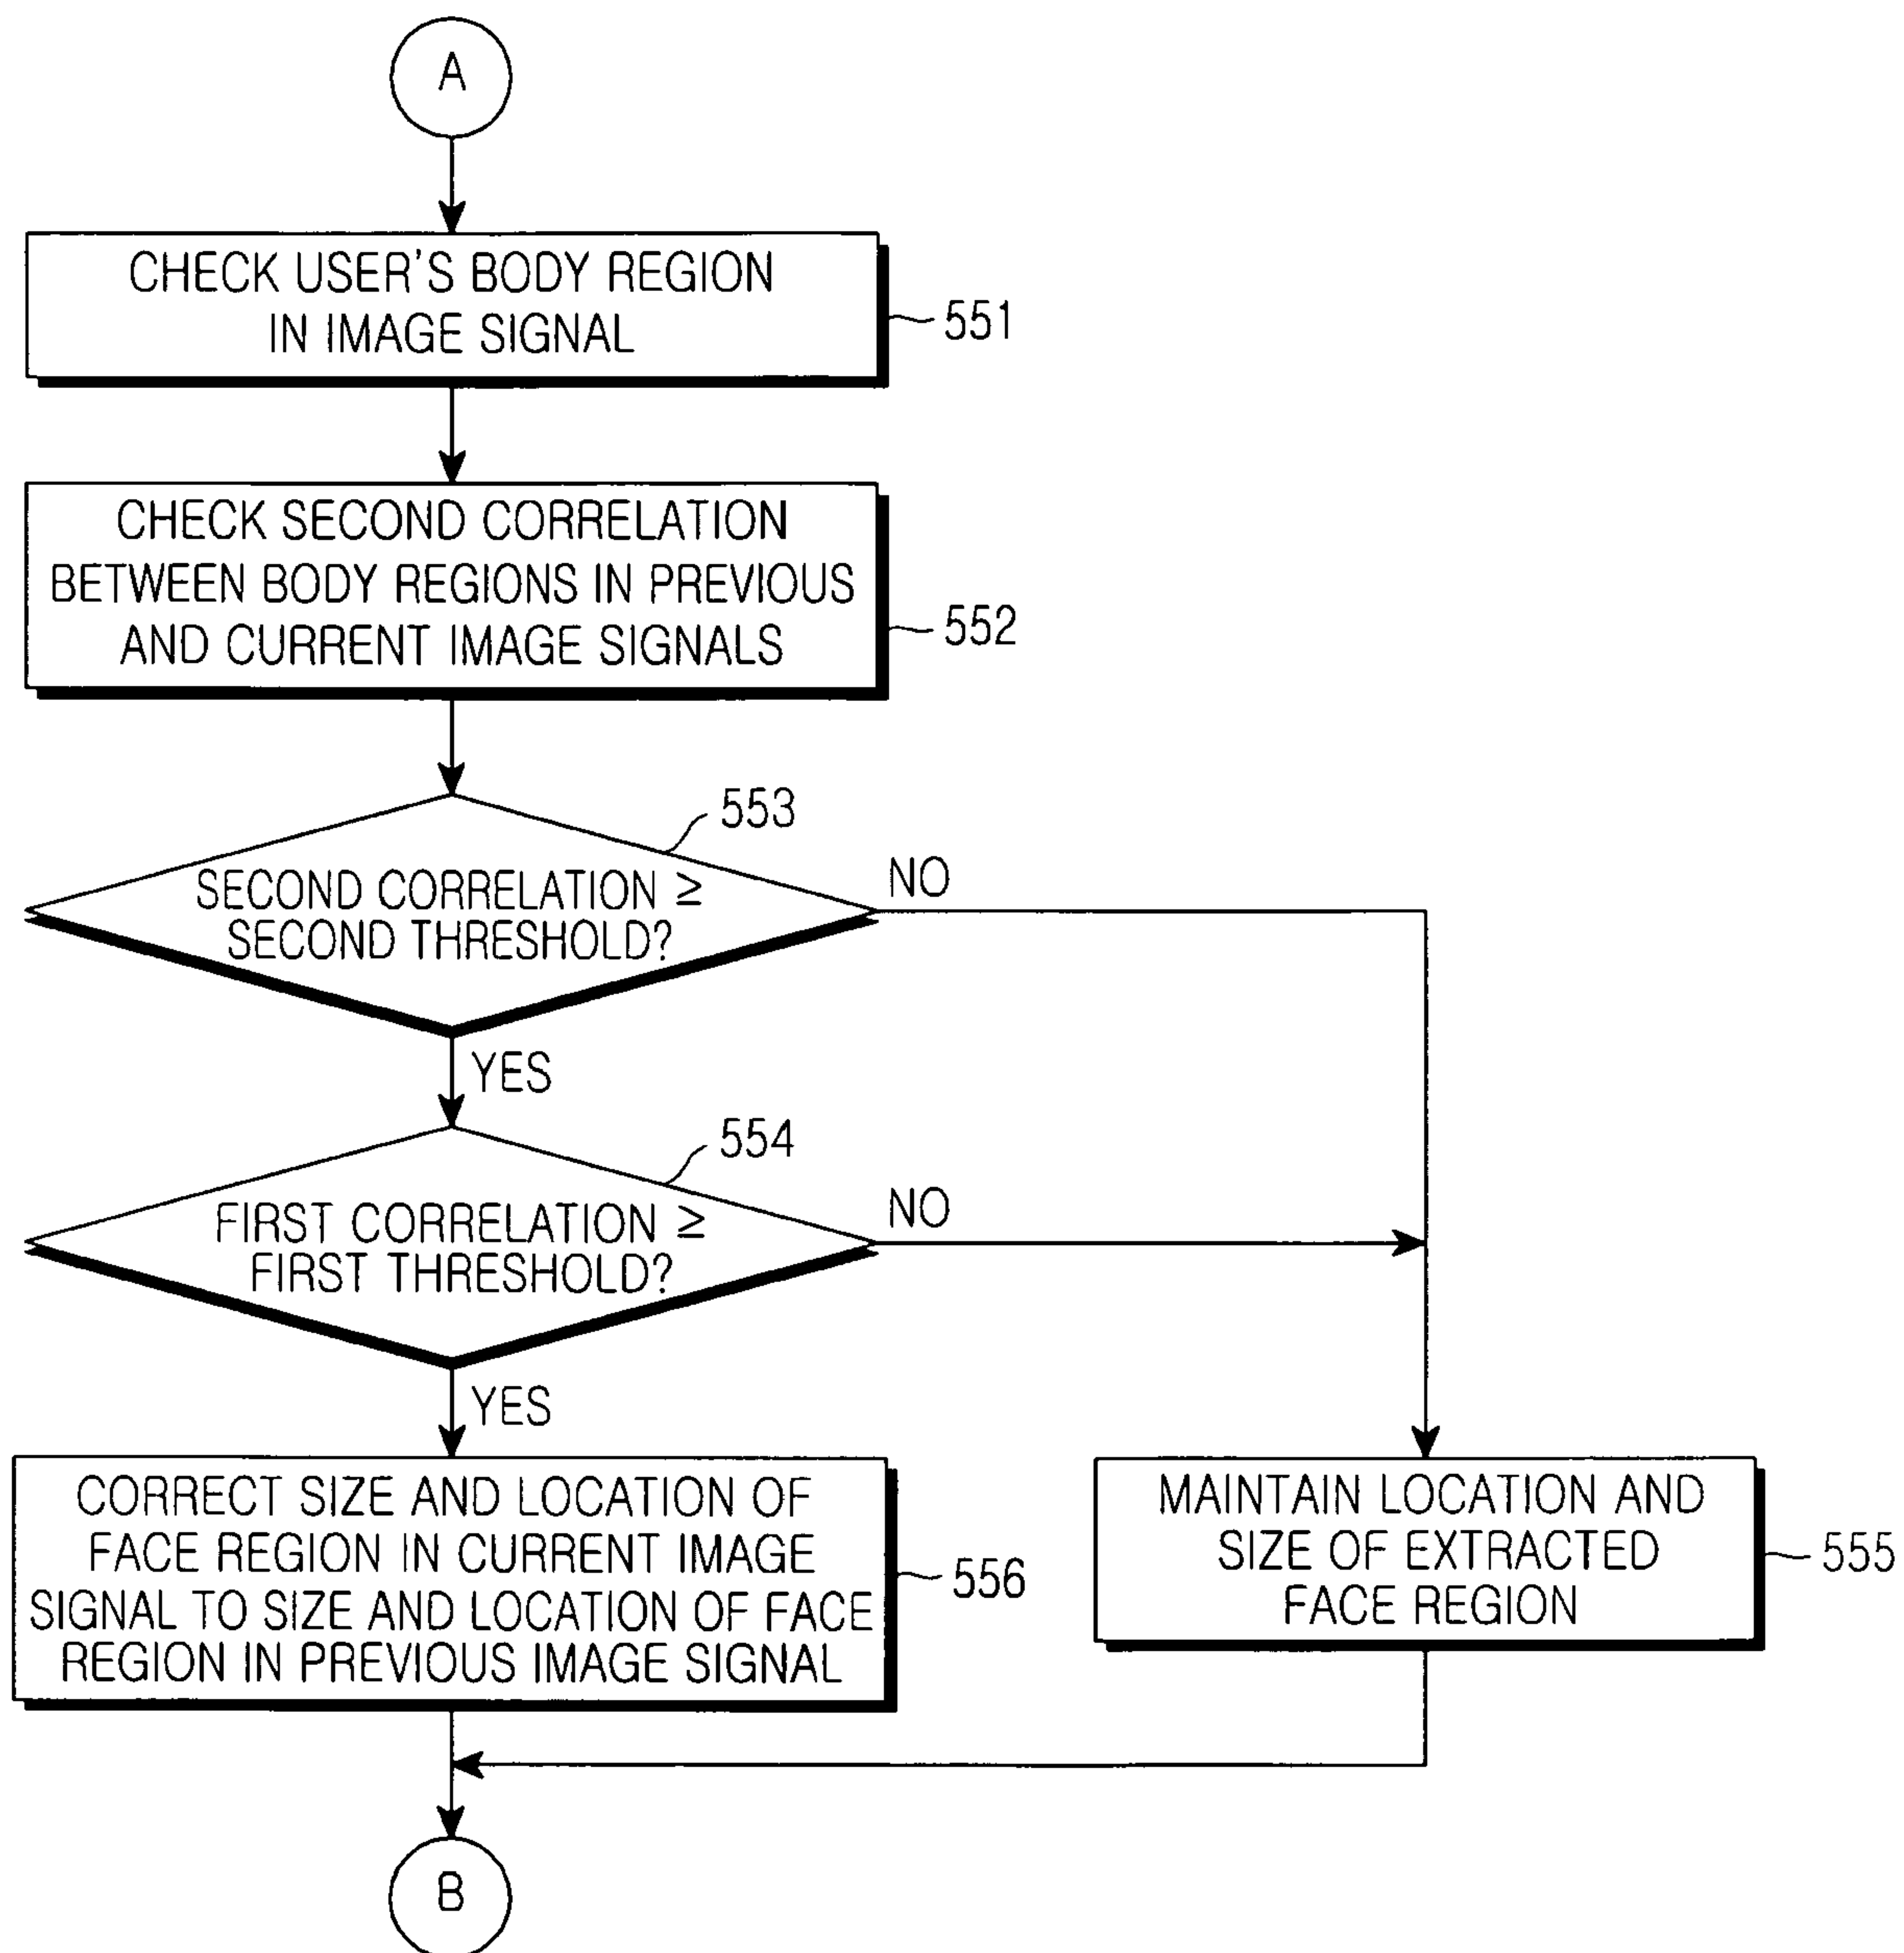 A
CHECK USER'S BODY REGION
IN IMAGE SIGNAL
551
CHECK SECOND CORRELATION
BETWEEN BODY REGIONS IN PREVIOUS
AND CURRENT IMAGE SIGNALS
552
553
SECOND CORRELATION ≥
SECOND THRESHOLD?
NO
YES
554
FIRST CORRELATION ≥
FIRST THRESHOLD?
NO
YES
CORRECT SIZE AND LOCATION OF
FACE REGION IN CURRENT IMAGE
SIGNAL TO SIZE AND LOCATION OF FACE
REGION IN PREVIOUS IMAGE SIGNAL
556
MAINTAIN LOCATION AND
SIZE OF EXTRACTED
FACE REGION
555
B